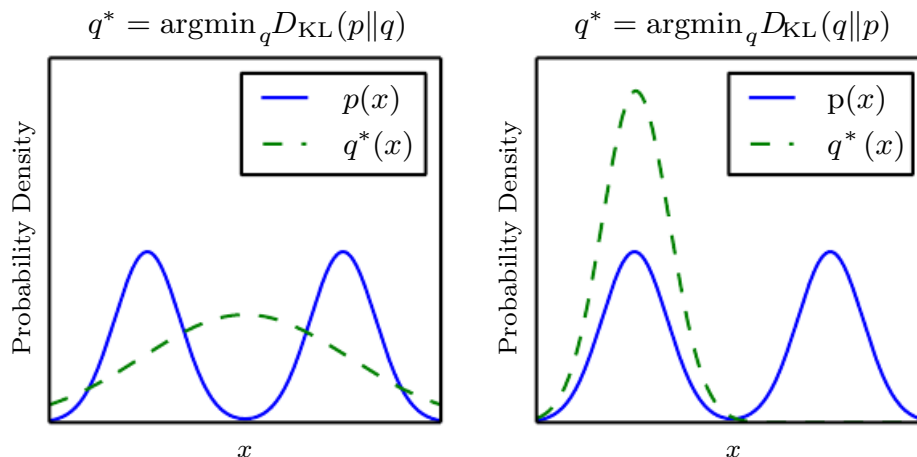 q* = argmin_q D_KL(p‖q)
p(x)
q*(x)
Probability Density
x
q* = argmin_q D_KL(q‖p)
p(x)
q*(x)
Probability Density
x